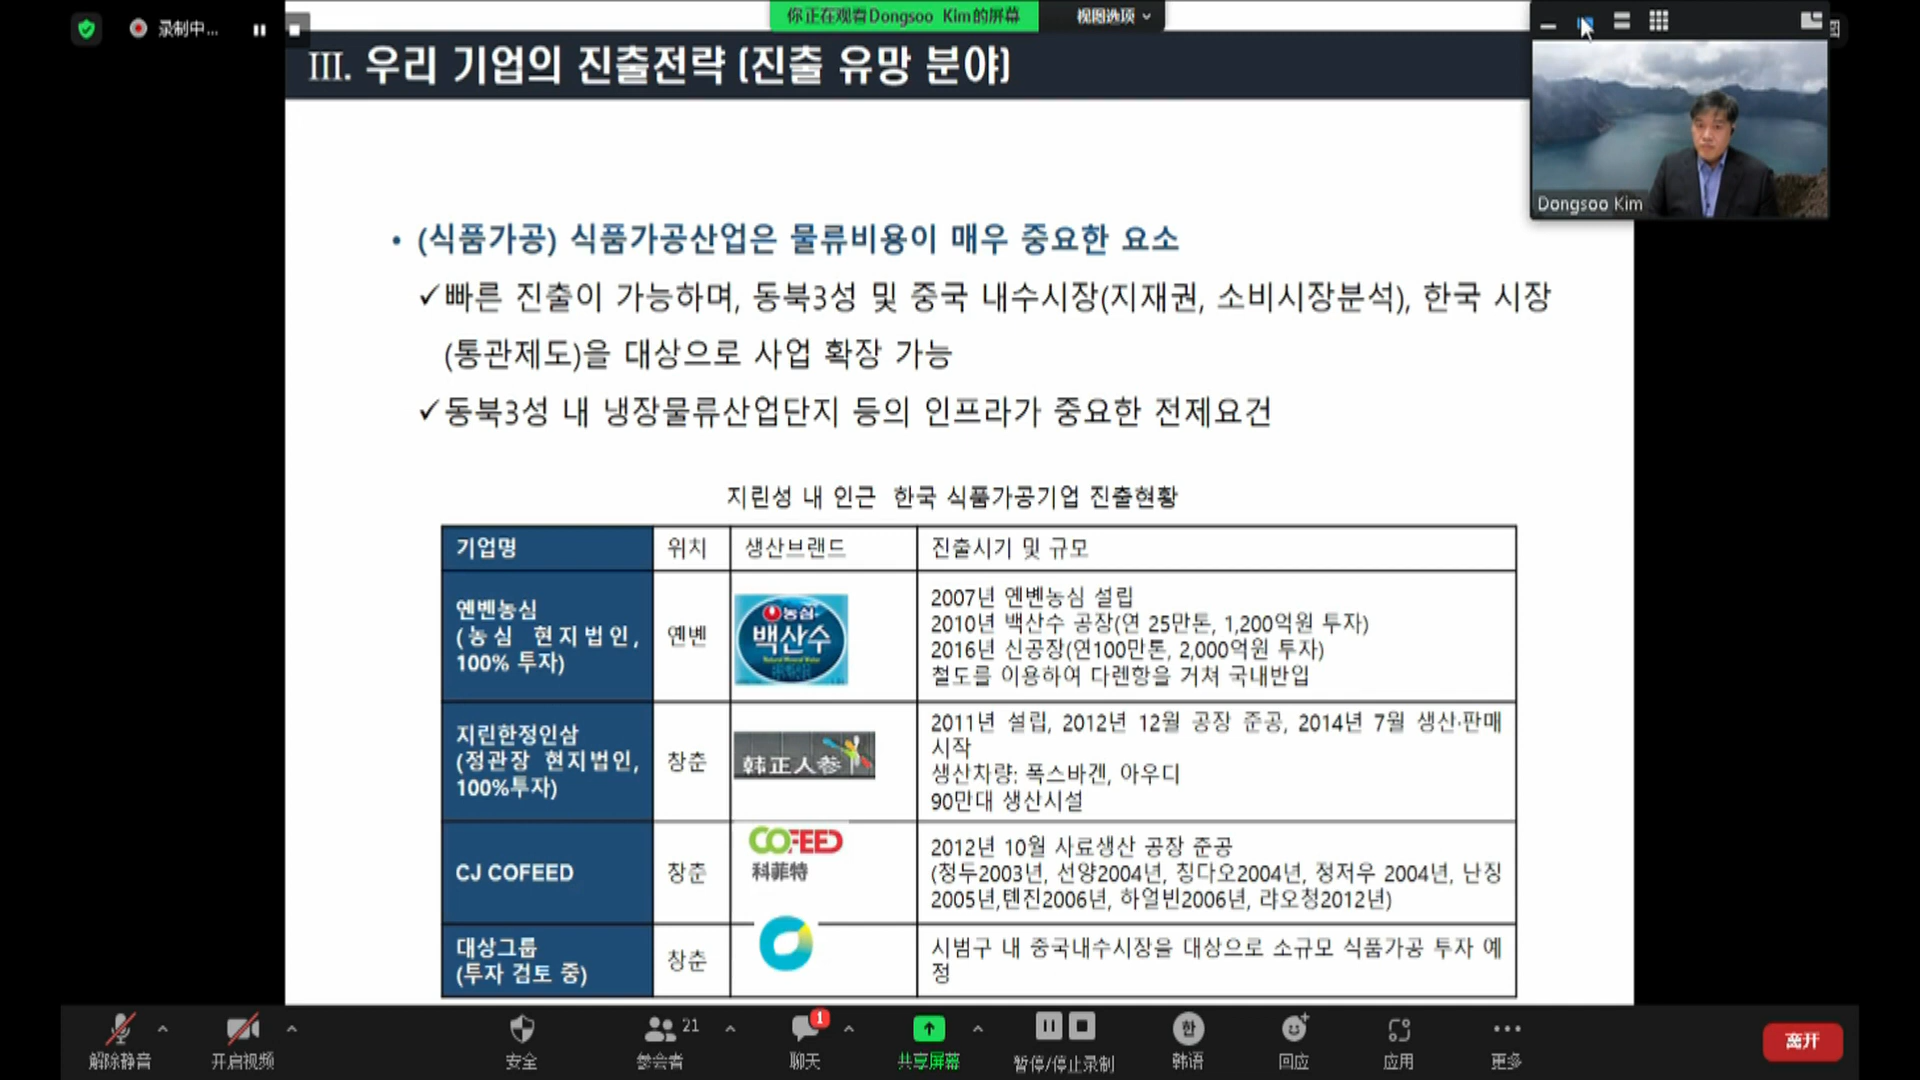 录制中...
你正在观看Dongsoo Kim的屏幕
视图选项
III. 우리 기업의 진출전략 (진출 유망 분야)
Dongsoo Kim
• (식품가공) 식품가공산업은 물류비용이 매우 중요한 요소
✓빠른 진출이 가능하며, 동북3성 및 중국 내수시장(지재권, 소비시장분석), 한국 시장
(통관제도)을 대상으로 사업 확장 가능
✓동북3성 내 냉장물류산업단지 등의 인프라가 중요한 전제요건
지린성 내 인근 한국 식품가공기업 진출현황
기업명 위치 생산브랜드 진출시기 및 규모
옌벤농심
(농심 현지법인,
100% 투자)
옌볜
농심
백산수
Natural Mineral Water
2007년 옌볜농심 설립
2010년 백산수 공장(연 25만톤, 1,200억원 투자)
2016년 신공장(연100만톤, 2,000억원 투자)
철도를 이용하여 다렌항을 거쳐 국내반입
지린한정인삼
(정관장 현지법인,
100%투자)
창춘
韩正人参
2011년 설립, 2012년 12월 공장 준공, 2014년 7월 생산·판매
시작
생산차량: 폭스바겐, 아우디
90만대 생산시설
CJ COFEED
창춘
COFEED
科菲特
2012년 10월 사료생산 공장 준공
(청두2003년, 선양2004년, 칭다오2004년, 정저우 2004년, 난징
2005년,톈진2006년, 하얼빈2006년, 랴오청2012년)
대상그룹
(투자 검토 중)
창춘
시범구 내 중국내수시장을 대상으로 소규모 식품가공 투자 예
정
解除静音
开启视频
安全
21
参会者
1
聊天
共享屏幕
暂停/停止录制
한
韩语
回应
应用
更多
离开